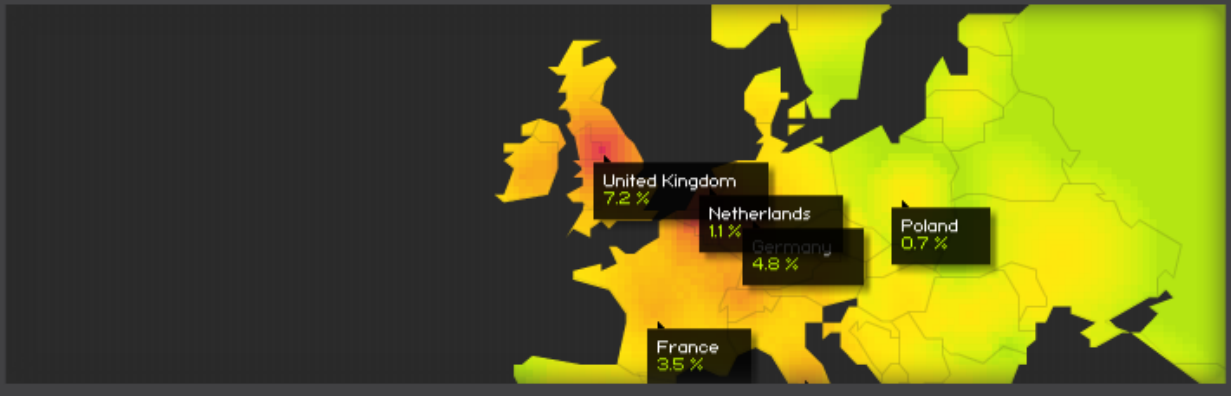 United Kingdom
7.2 %
Netherlands
1.1 %
Germany
4.8 %
Poland
0.7 %
France
3.5 %